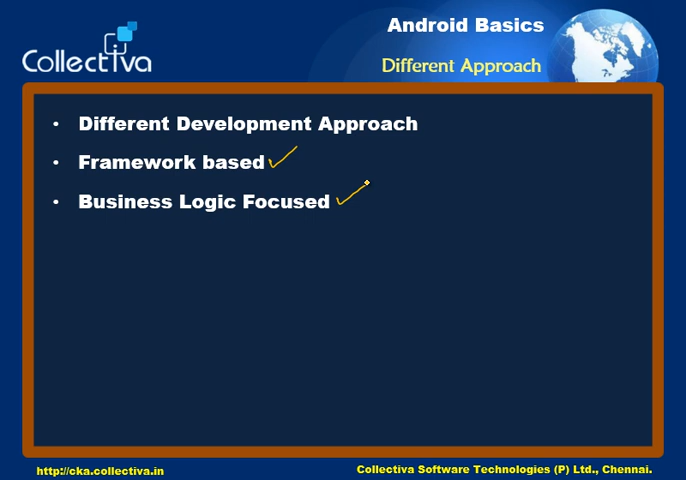 Android Basics
Collectiva
Different Approach
• Different Development Approach
• Framework based
• Business Logic Focused
http://cka.collectiva.in
Collectiva Software Technologies (P) Ltd., Chennai.